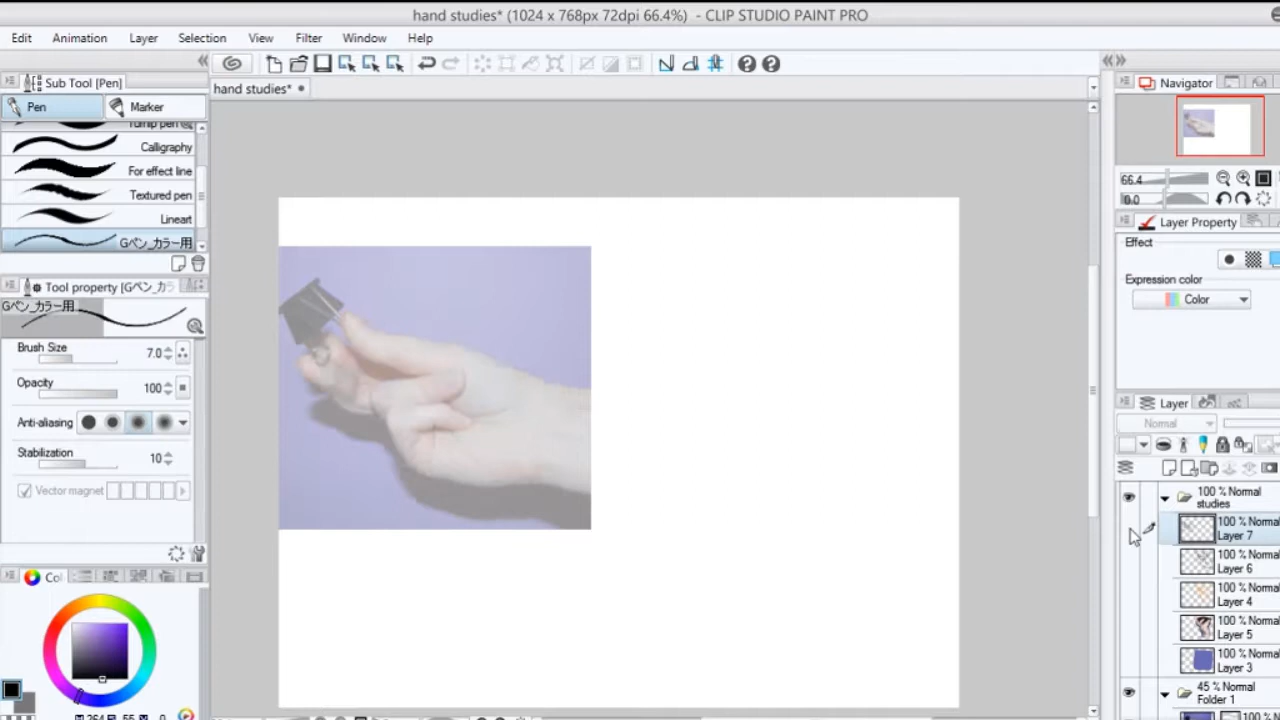 hand studies* (1024 x 768px 72dpi 66.4%) - CLIP STUDIO PAINT PRO
Edit Animation Layer Selection View Filter Window Help
Sub Tool [Pen]
hand studies*
Navigator
Pen Marker
Calligraphy
For effect line
Textured pen
66.4
0.0
Lineart
Layer Property
Gペン_カラー用
Effect
Tool property [Gペン_カラ
Expression color
Gペン_カラー用
Color
Brush Size 7.0
Opacity 100
Layer
Anti-aliasing
Normal
Stabilization 10
Vector magnet
100 % Normal
studies
100 % Normal
Layer 7
100 % Normal
Layer 6
100 % Normal
Layer 4
100 % Normal
Layer 5
100 % Normal
Layer 3
45 % Normal
Folder 1
100 %